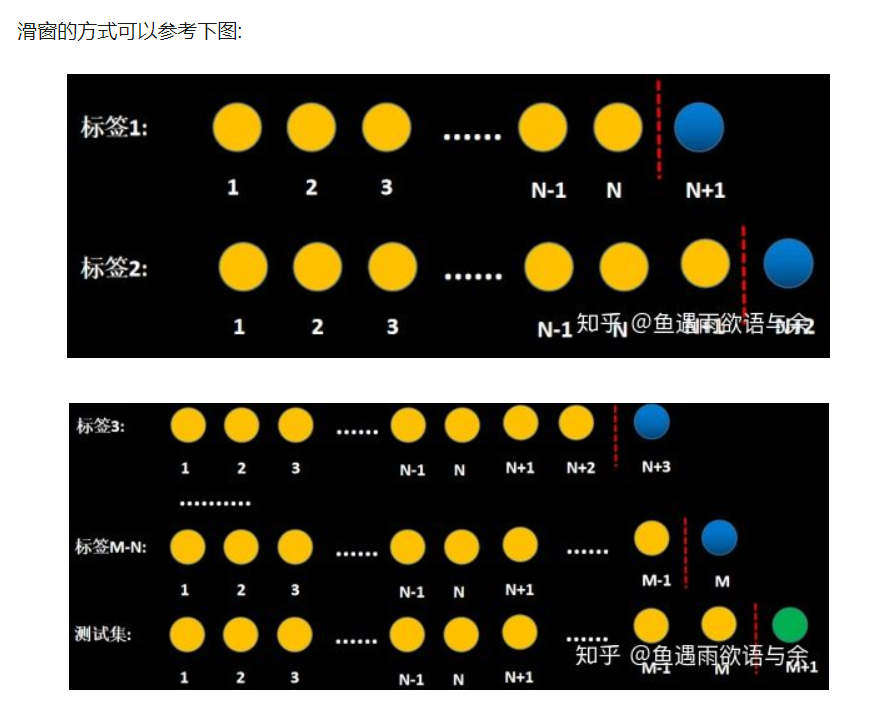 滑窗的方式可以参考下图:
标签1:
1 2 3 ...... N-1 N N+1
标签2:
1 2 3 ...... N-1 N N+1 N+2
知乎 @鱼遇雨欲语与余
标签3:
1 2 3 ...... N-1 N N+1 N+2 N+3
..........
标签M-N:
1 2 3 ...... N-1 N N+1 ...... M-1 M
测试集:
1 2 3 ...... N-1 N N+1 ...... M-1 M M+1
知乎 @鱼遇雨欲语与余